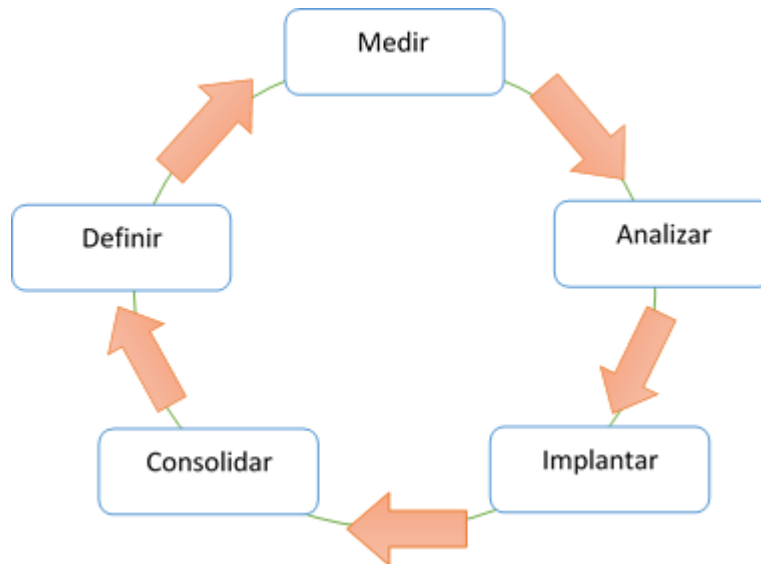 Medir
Definir
Analizar
Consolidar
Implantar